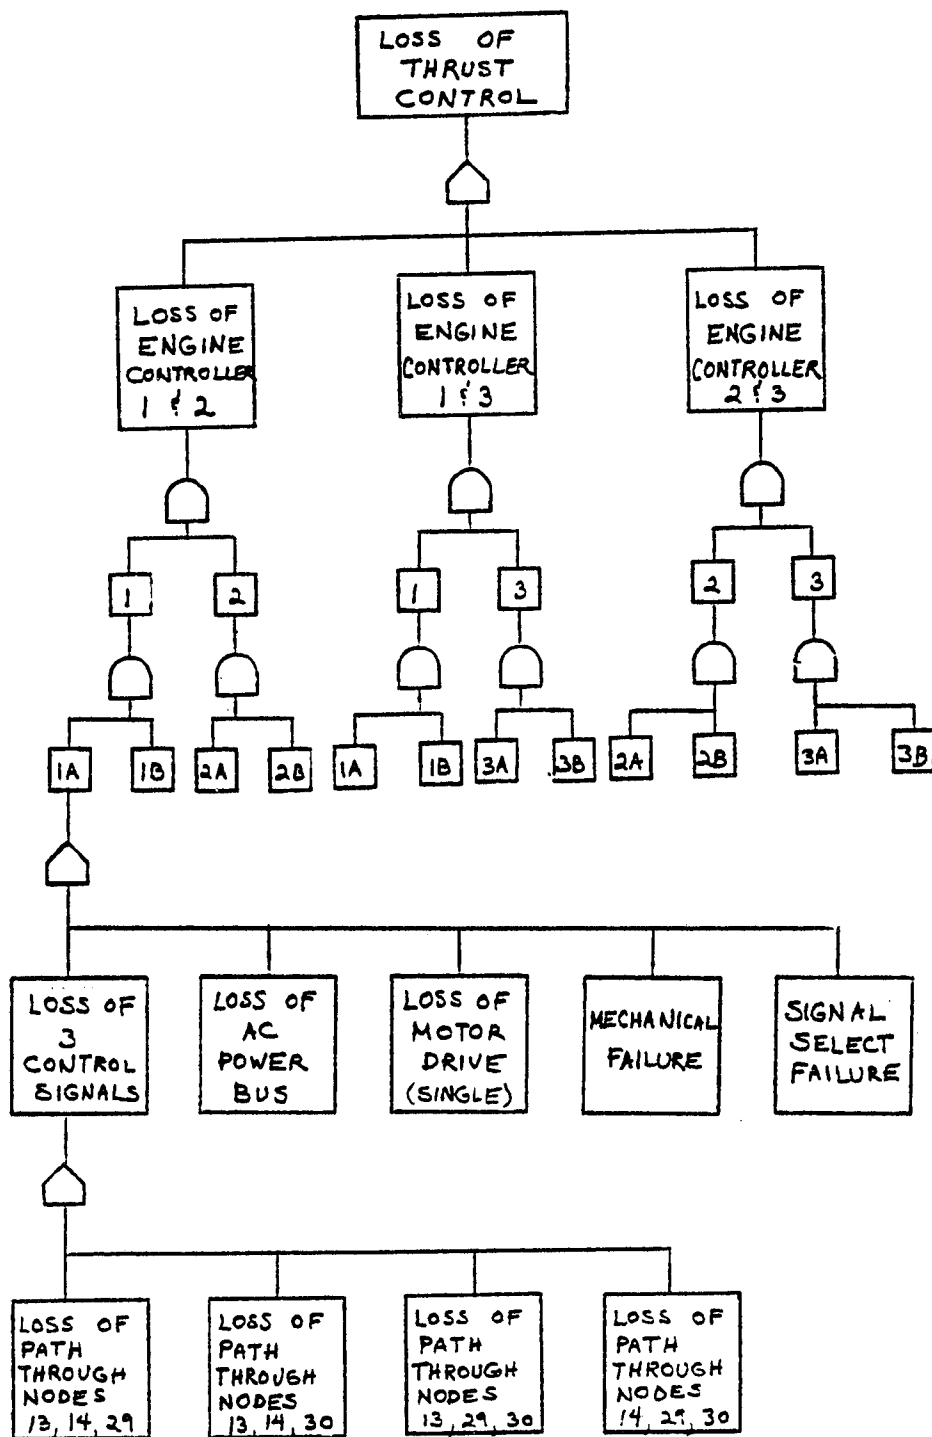 LOSS OF
THRUST
CONTROL
LOSS OF
ENGINE
CONTROLLER
1 & 2
LOSS OF
ENGINE
CONTROLLER
1 & 3
LOSS OF
ENGINE
CONTROLLER
2 & 3
1
2
1
3
2
3
1A
1B
2A
2B
1A
1B
3A
3B
2A
2B
3A
3B
LOSS OF
3
CONTROL
SIGNALS
LOSS OF
AC
POWER
BUS
LOSS OF
MOTOR
DRIVE
(SINGLE)
MECHANICAL
FAILURE
SIGNAL
SELECT
FAILURE
LOSS OF
PATH
THROUGH
NODES
13, 14, 29
LOSS OF
PATH
THROUGH
NODES
13, 14, 30
LOSS OF
PATH
THROUGH
NODES
13, 29, 30
LOSS OF
PATH
THROUGH
NODES
14, 29, 30